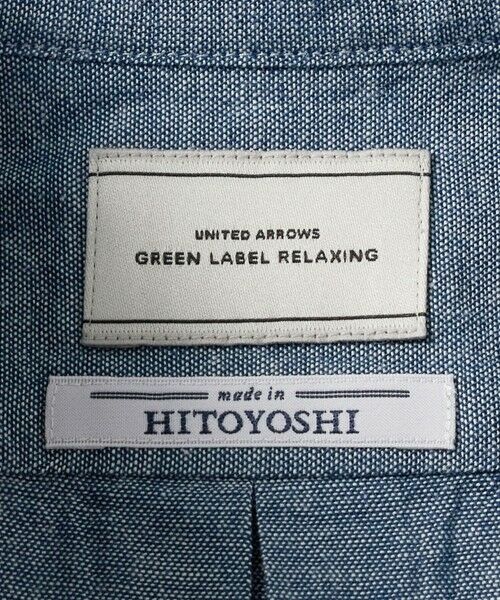 UNITED ARROWS
GREEN LABEL RELAXING
made in
HITOYOSHI